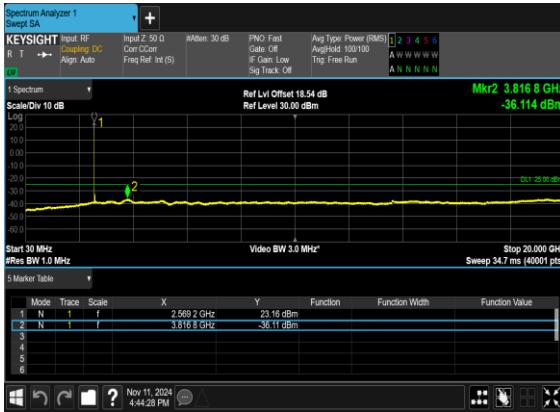 Spectrum Analyzer 1
Swept SA
+
KEYSIGHT Input: RF Input Z: 50 Ω #Atten: 30 dB PNO: Fast Avg Type: Power (RMS) 1 2 3 4 5 6
R T Coupling: DC Corr CCorr Gate: Off Avg|Hold: 100/100 A W W W W W
Align: Auto Freq Ref: Int (S) IF Gain: Low Trig: Free Run
LXI Sig Track: Off A N N N N N
1 Spectrum Ref Lvl Offset 18.54 dB Mkr2 3.816 8 GHz
Scale/Div 10 dB Ref Level 30.00 dBm -36.114 dBm
Log
20.0 1
10.0
0.00
-10.0
-20.0 DL1 -25.00 dBm
-30.0 2
-40.0
-50.0
-60.0
Start 30 MHz Video BW 3.0 MHz* Stop 20.000 GH
#Res BW 1.0 MHz Sweep 34.7 ms (40001 pts
5 Marker Table
Mode Trace Scale X Y Function Function Width Function Value
1 N 1 f 2.569 2 GHz 23.16 dBm
2 N 1 f 3.816 8 GHz -36.11 dBm
3
4
5
6
? Nov 11, 2024
4:44:28 PM